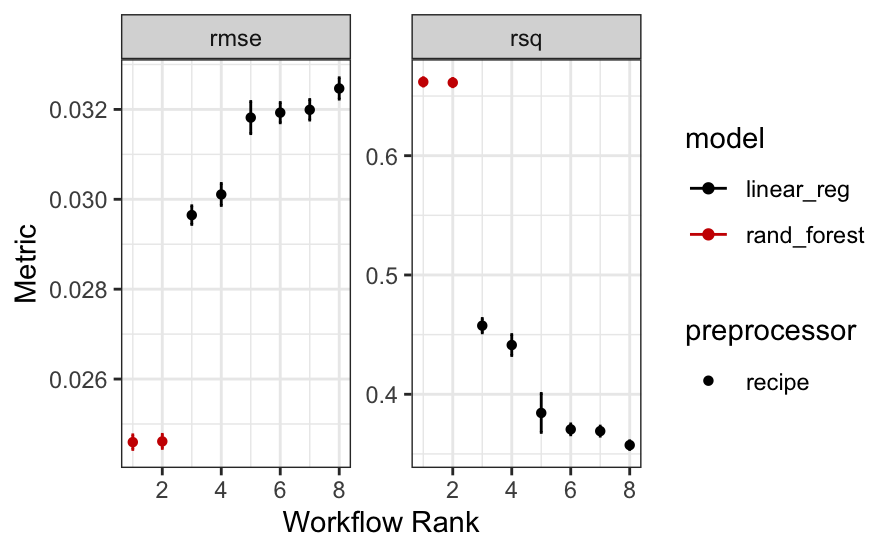 rmse
rsq
Metric
0.032
0.030
0.028
0.026
0.6
0.5
0.4
2 4 6 8
2 4 6 8
Workflow Rank
model
linear_reg
rand_forest
preprocessor
recipe